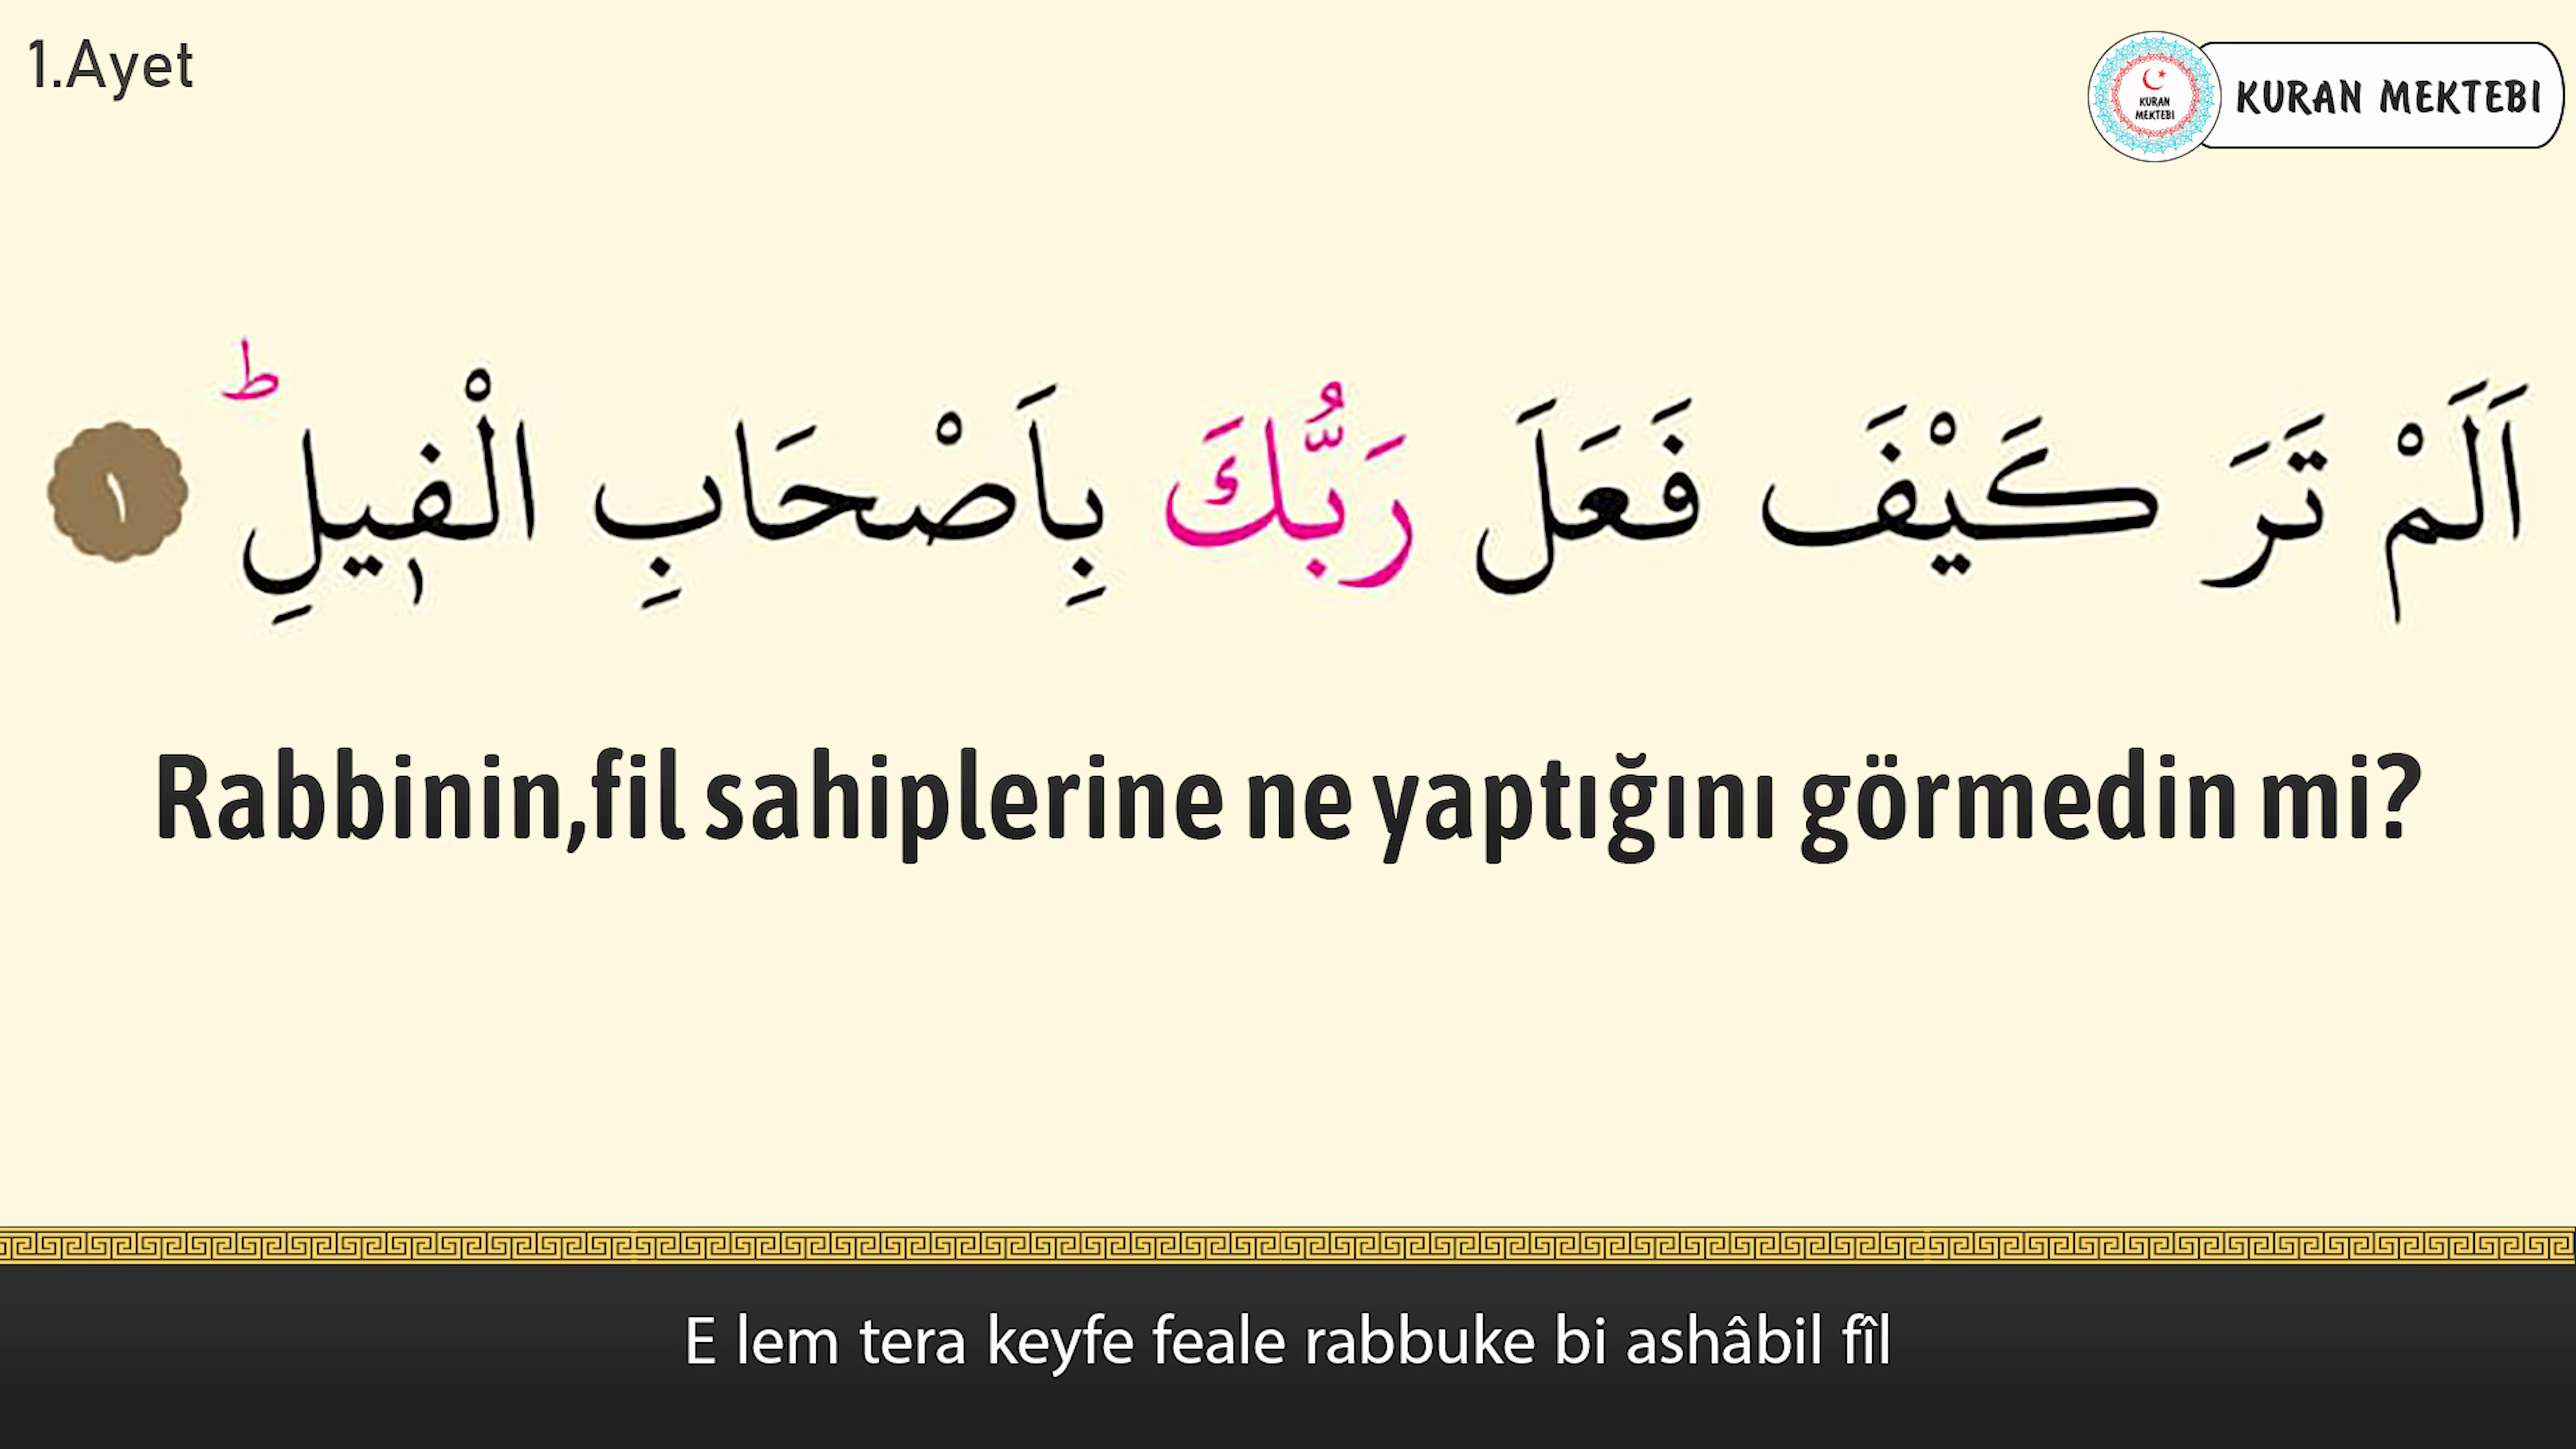 1.Ayet
KURAN MEKTEBI
KURAN MEKTEBI
اَلَمْ تَرَ كَيْفَ فَعَلَ رَبُّكَ بِاَصْحَابِ الْفٖيلِۜ ١
Rabbinin,fil sahiplerine ne yaptığını görmedin mi?
E lem tera keyfe feale rabbuke bi ashâbil fîl